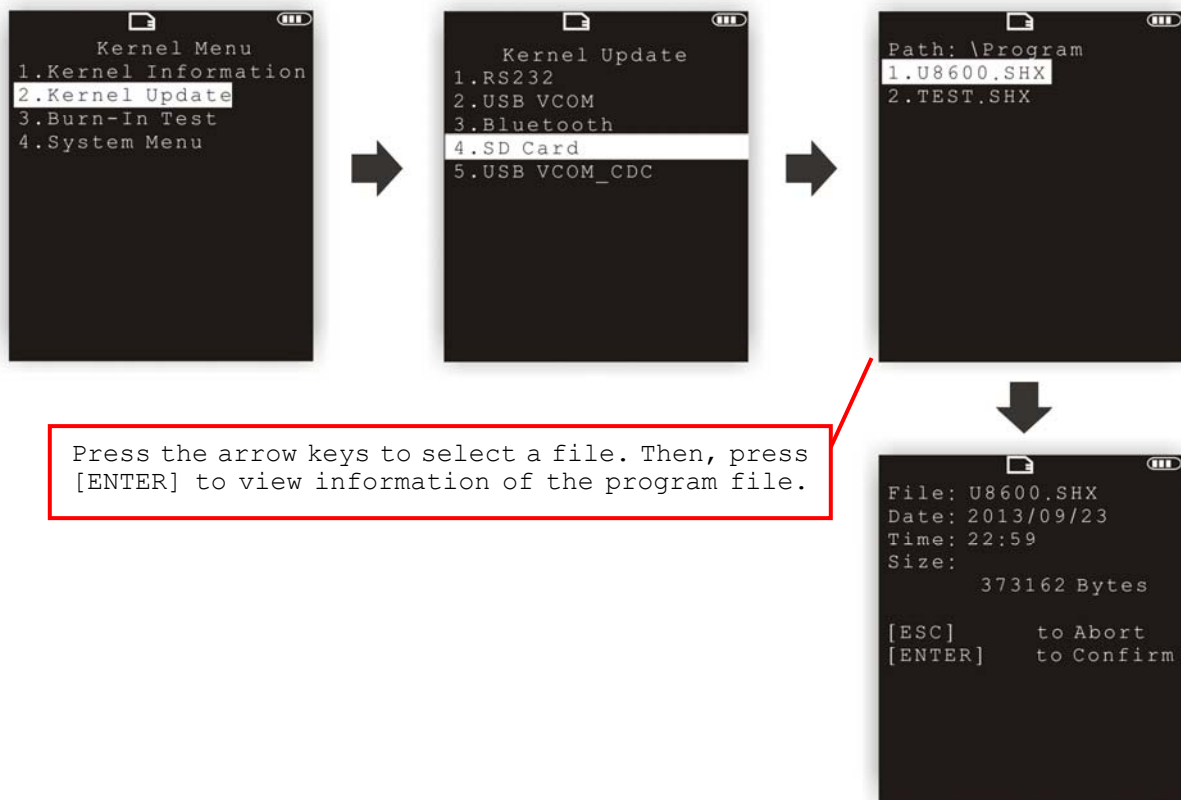 Kernel Menu
1.Kernel Information
2.Kernel Update
3.Burn-In Test
4.System Menu
Kernel Update
1.RS232
2.USB VCOM
3.Bluetooth
4.SD Card
5.USB VCOM_CDC
Path: \Program
1.U8600.SHX
2.TEST.SHX
Press the arrow keys to select a file. Then, press
[ENTER] to view information of the program file.
File: U8600.SHX
Date: 2013/09/23
Time: 22:59
Size:
373162 Bytes
[ESC] to Abort
[ENTER] to Confirm